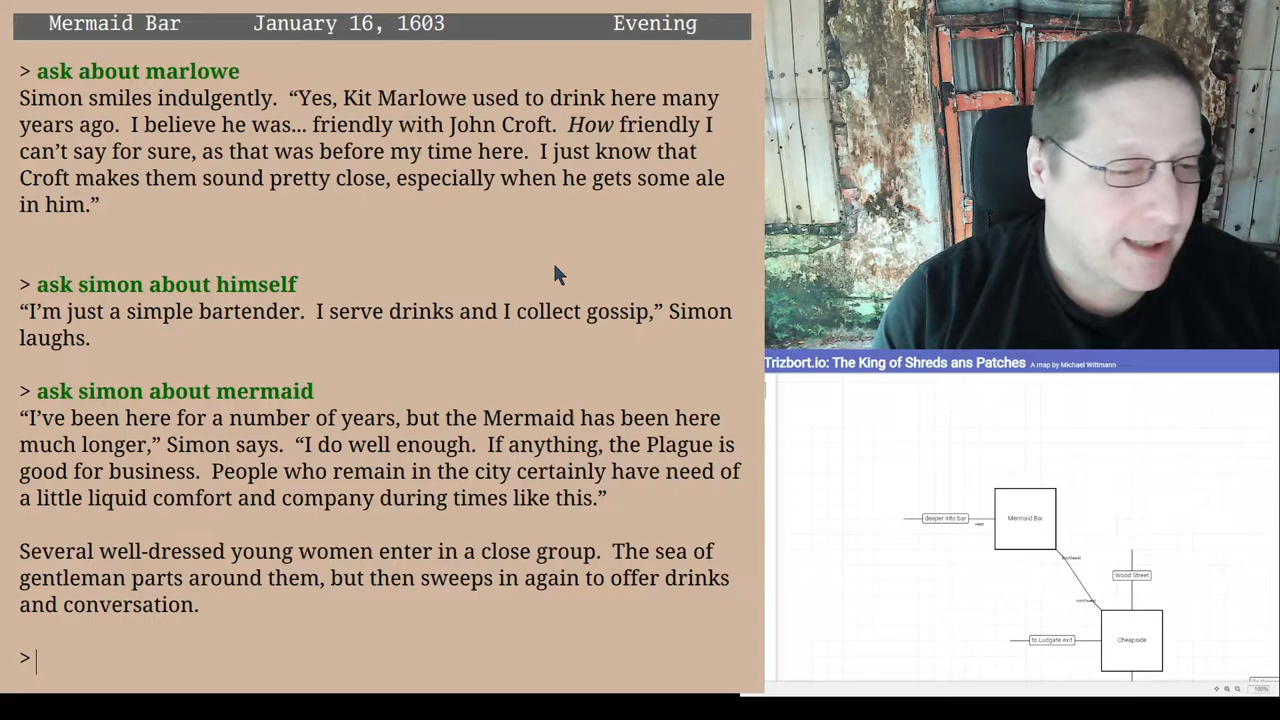 Mermaid Bar January 16, 1603 Evening
> ask about marlowe
Simon smiles indulgently. “Yes, Kit Marlowe used to drink here many
years ago. I believe he was... friendly with John Croft. How friendly I
can’t say for sure, as that was before my time here. I just know that
Croft makes them sound pretty close, especially when he gets some ale
in him.”
> ask simon about himself
“I’m just a simple bartender. I serve drinks and I collect gossip,” Simon
laughs.
> ask simon about mermaid
“I’ve been here for a number of years, but the Mermaid has been here
much longer,” Simon says. “I do well enough. If anything, the Plague is
good for business. People who remain in the city certainly have need of
a little liquid comfort and company during times like this.”
Several well-dressed young women enter in a close group. The sea of
gentleman parts around them, but then sweeps in again to offer drinks
and conversation.
>
Trizbort.io: The King of Shreds ans Patches A map by Michael Wittmann
deeper into bar
west
Mermaid Bar
southeast
Wood Street
northwest
to Ludgate exit
Cheapside
100%